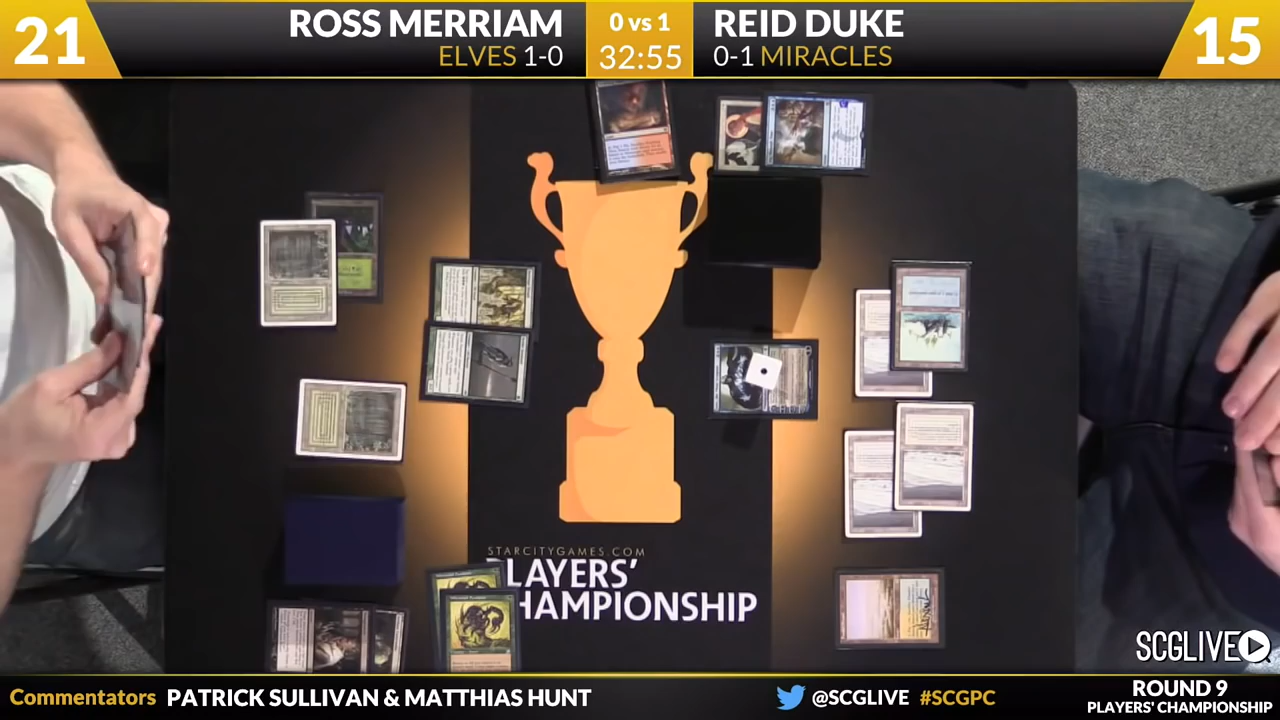 21
ROSS MERRIAM
ELVES 1-0
0 vs 1
32:55
REID DUKE
0-1 MIRACLES
15
STARCITYGAMES.COM
PLAYERS'
CHAMPIONSHIP
SCGLIVE
Commentators PATRICK SULLIVAN & MATTHIAS HUNT
@SCGLIVE #SCGPC
ROUND 9
PLAYERS' CHAMPIONSHIP